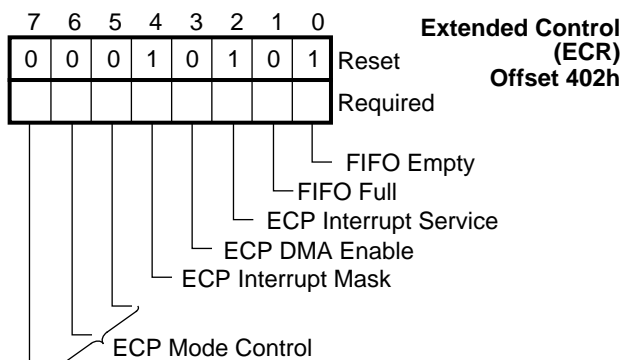 7 6 5 4 3 2 1 0
Extended Control
(ECR)
Offset 402h
0 0 0 1 0 1 0 1 Reset
Required
FIFO Empty
FIFO Full
ECP Interrupt Service
ECP DMA Enable
ECP Interrupt Mask
ECP Mode Control